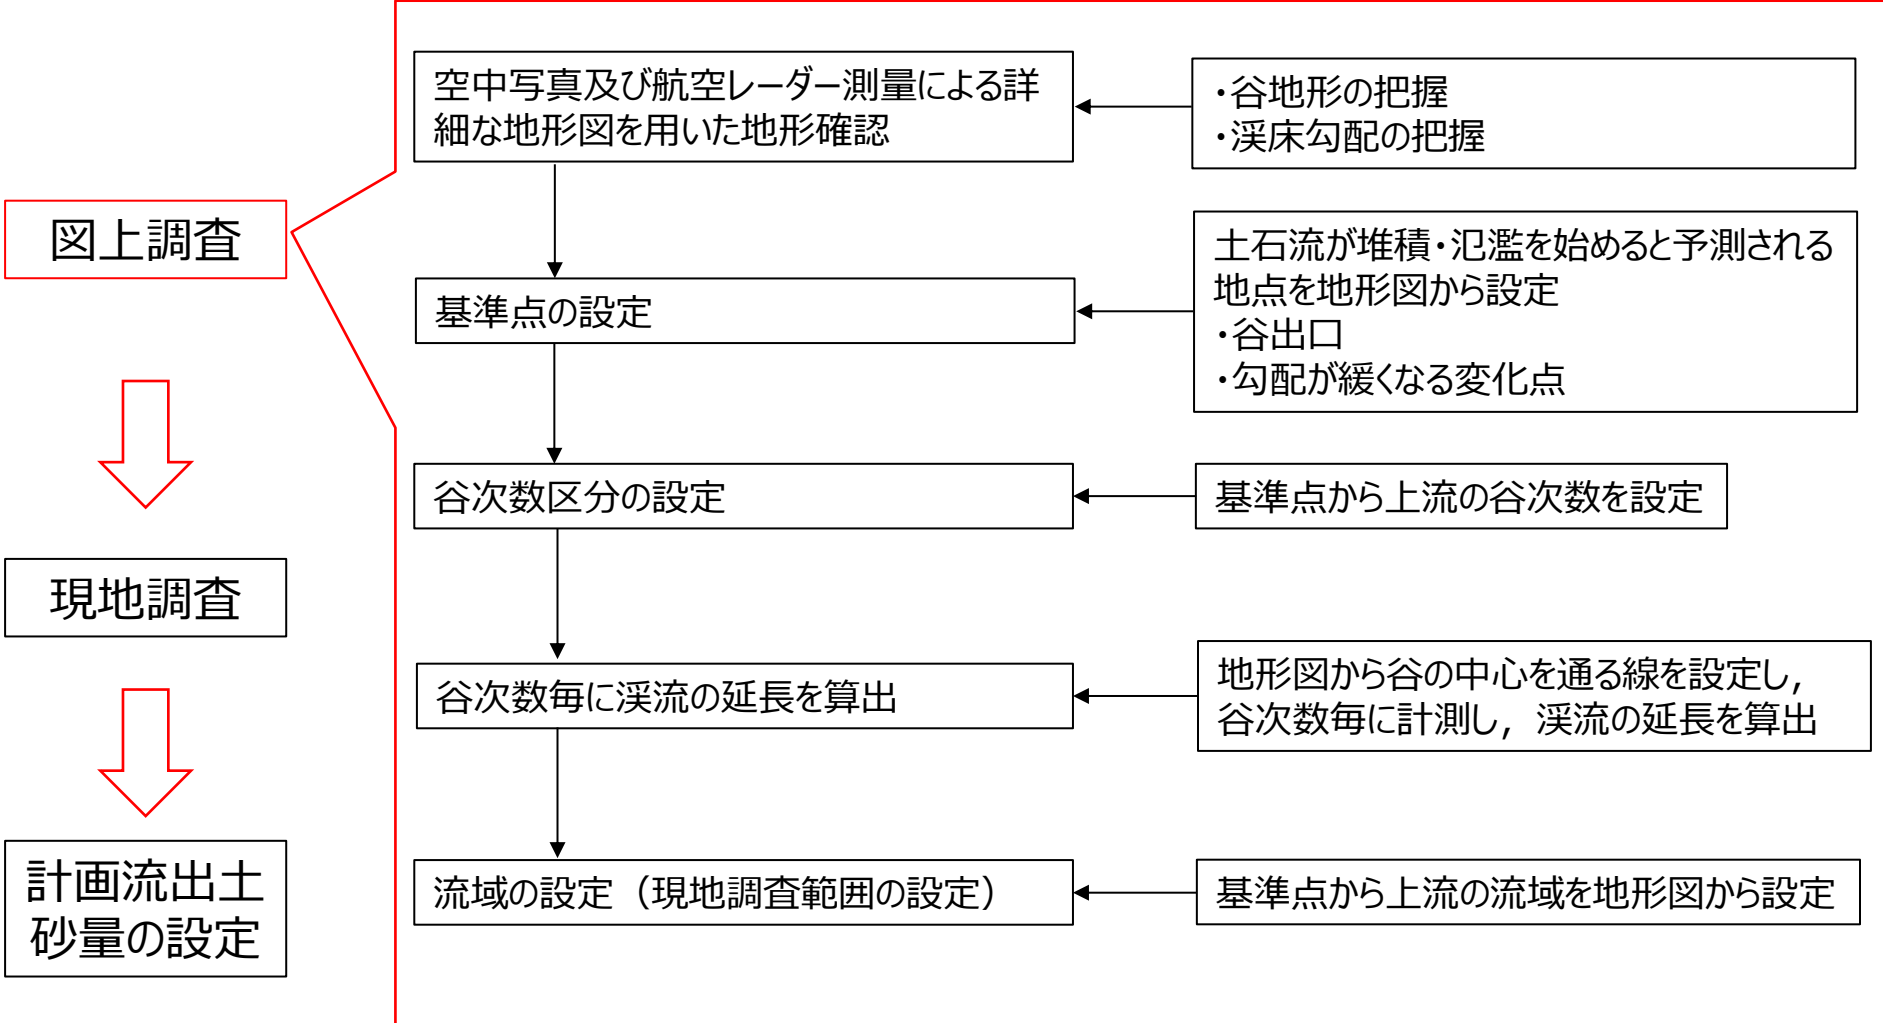 図上調査
現地調査
計画流出土
砂量の設定
空中写真及び航空レーダー測量による詳
細な地形図を用いた地形確認
・谷地形の把握
・渓床勾配の把握
基準点の設定
土石流が堆積・氾濫を始めると予測される
地点を地形図から設定
・谷出口
・勾配が緩くなる変化点
谷次数区分の設定
基準点から上流の谷次数を設定
谷次数毎に渓流の延長を算出
地形図から谷の中心を通る線を設定し，
谷次数毎に計測し，渓流の延長を算出
流域の設定（現地調査範囲の設定）
基準点から上流の流域を地形図から設定